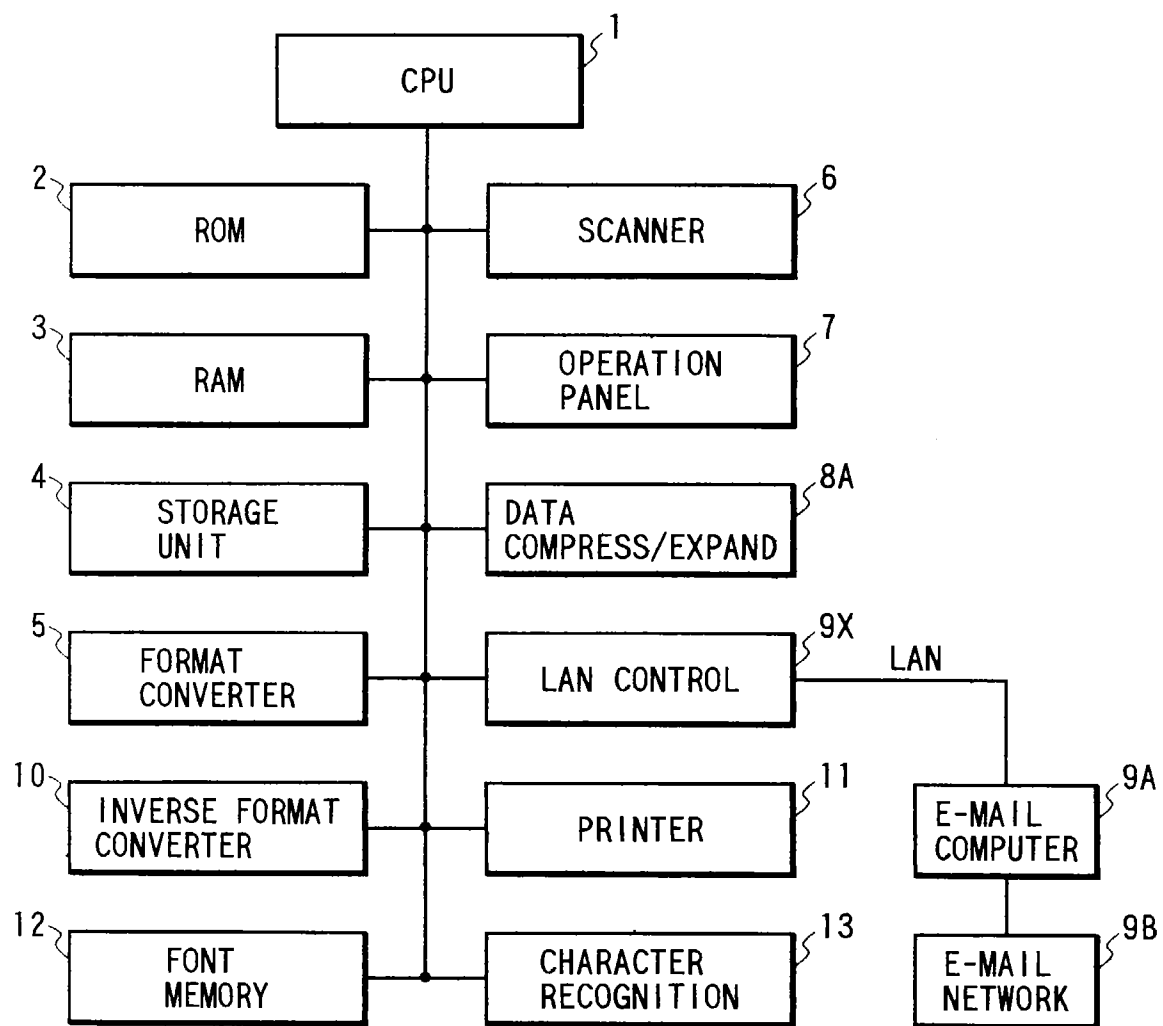 1
CPU
2
ROM
6
SCANNER
3
RAM
7
OPERATION
PANEL
4
STORAGE
UNIT
8A
DATA
COMPRESS/EXPAND
5
FORMAT
CONVERTER
9X
LAN CONTROL
LAN
10
INVERSE FORMAT
CONVERTER
11
PRINTER
9A
E-MAIL
COMPUTER
12
FONT
MEMORY
13
CHARACTER
RECOGNITION
9B
E-MAIL
NETWORK